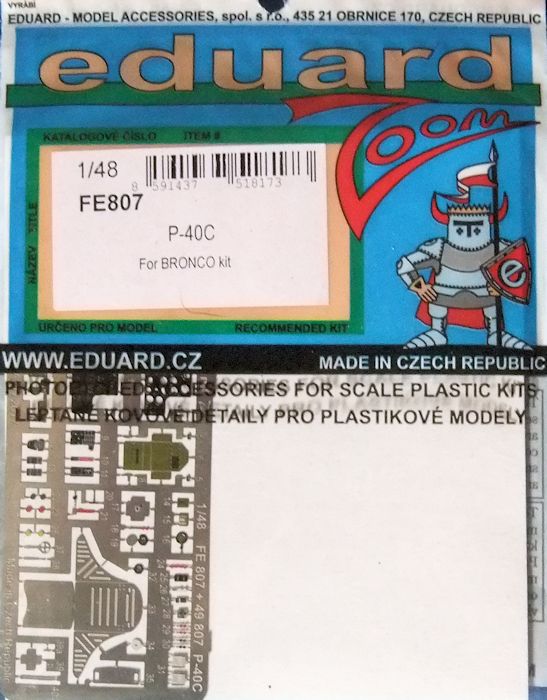 VYRÁBÍ
EDUARD - MODEL ACCESSORIES, spol. s r.o., 435 21 OBRNICE 170, CZECH REPUBLIC
eduard
Zoom
KATALOGOVÉ ČÍSLO ITEM #
1/48
8 591437 518173
FE807
P-40C
For BRONCO kit
NÁZEV TITLE
e
URČENO PRO MODEL RECOMMENDED KIT
WWW.EDUARD.CZ MADE IN CZECH REPUBLIC
PHOTOETCHED ACCESSORIES FOR SCALE PLASTIC KITS
LEPTANÉ KOVOVÉ DETAILY PRO PLASTIKOVÉ MODELY
1/48 FE 807 + 49 807 P-40C
Made in Czech Republic